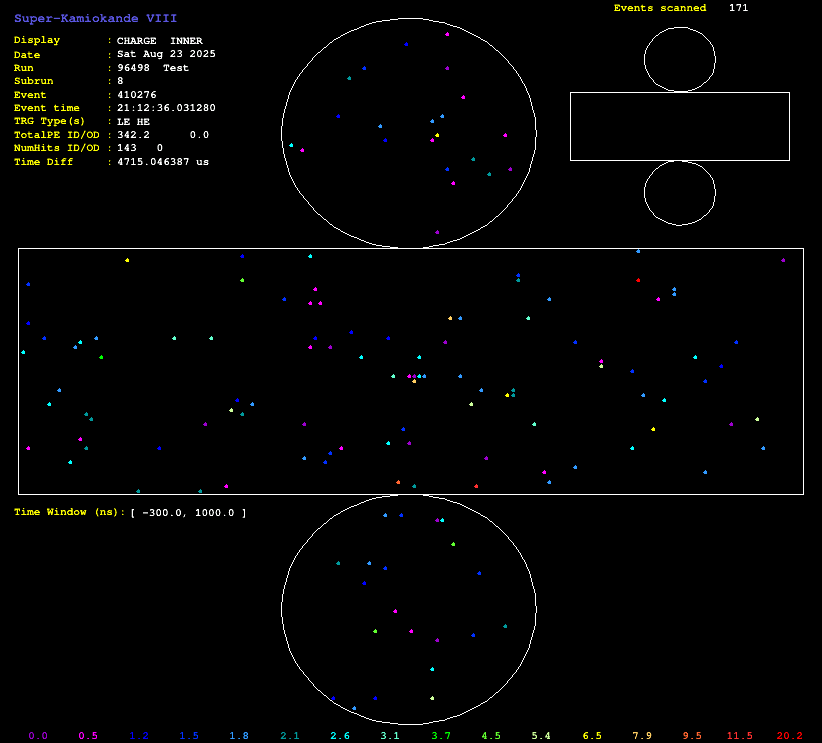 Super-Kamiokande VIII
Events scanned 171
Display : CHARGE INNER
Date : Sat Aug 23 2025
Run : 96498 Test
Subrun : 8
Event : 410276
Event time : 21:12:36.031280
TRG Type(s) : LE HE
TotalPE ID/OD : 342.2 0.0
NumHits ID/OD : 143 0
Time Diff : 4715.046387 us
Time Window (ns): [ -300.0, 1000.0 ]
0.0 0.5 1.2 1.5 1.8 2.1 2.6 3.1 3.7 4.5 5.4 6.5 7.9 9.5 11.5 20.2